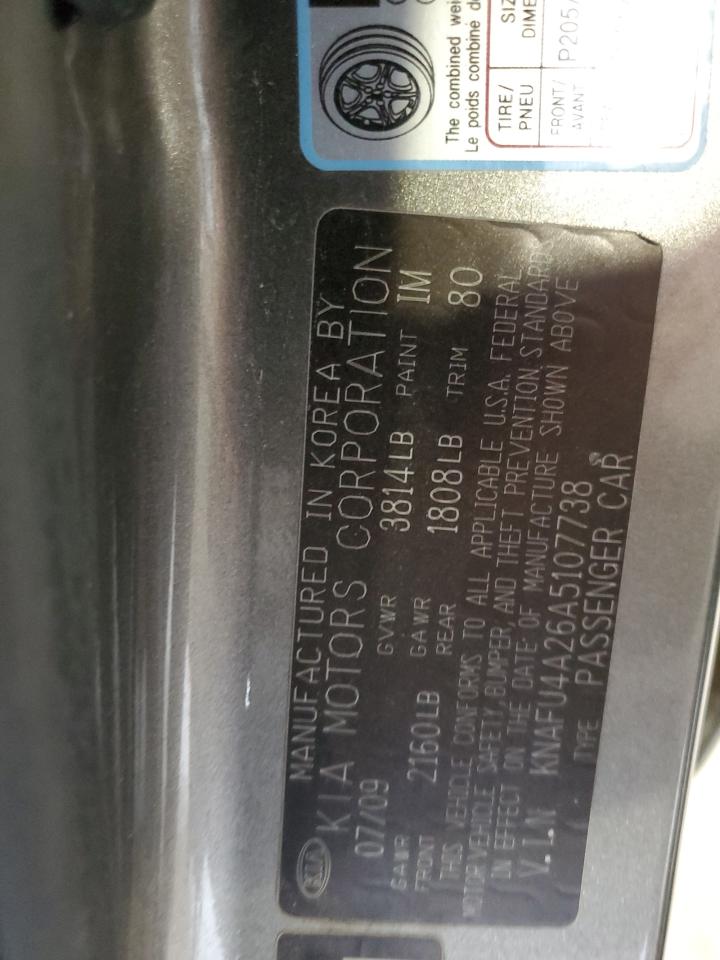 KIA
MANUFACTURED IN KOREA BY
KIA MOTORS CORPORATION
07/09 GVWR 3814LB PAINT IM
GAWR FRONT 2160LB GAWR REAR 1808LB TRIM 80
THIS VEHICLE CONFORMS TO ALL APPLICABLE U.S.A. FEDERAL
MOTOR VEHICLE SAFETY, BUMPER, AND THEFT PREVENTION STANDARDS
IN EFFECT ON THE DATE OF MANUFACTURE SHOWN ABOVE
V.I.N KNAFU4A26A5107738
TYPE PASSENGER CAR
The combined wei
Le poids combiné de
TIRE/ SIZ
PNEU DIME
FRONT/ P205/
AVANT